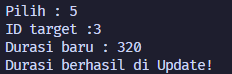 Pilih : 5
ID target :3
Durasi baru : 320
Durasi berhasil di Update!